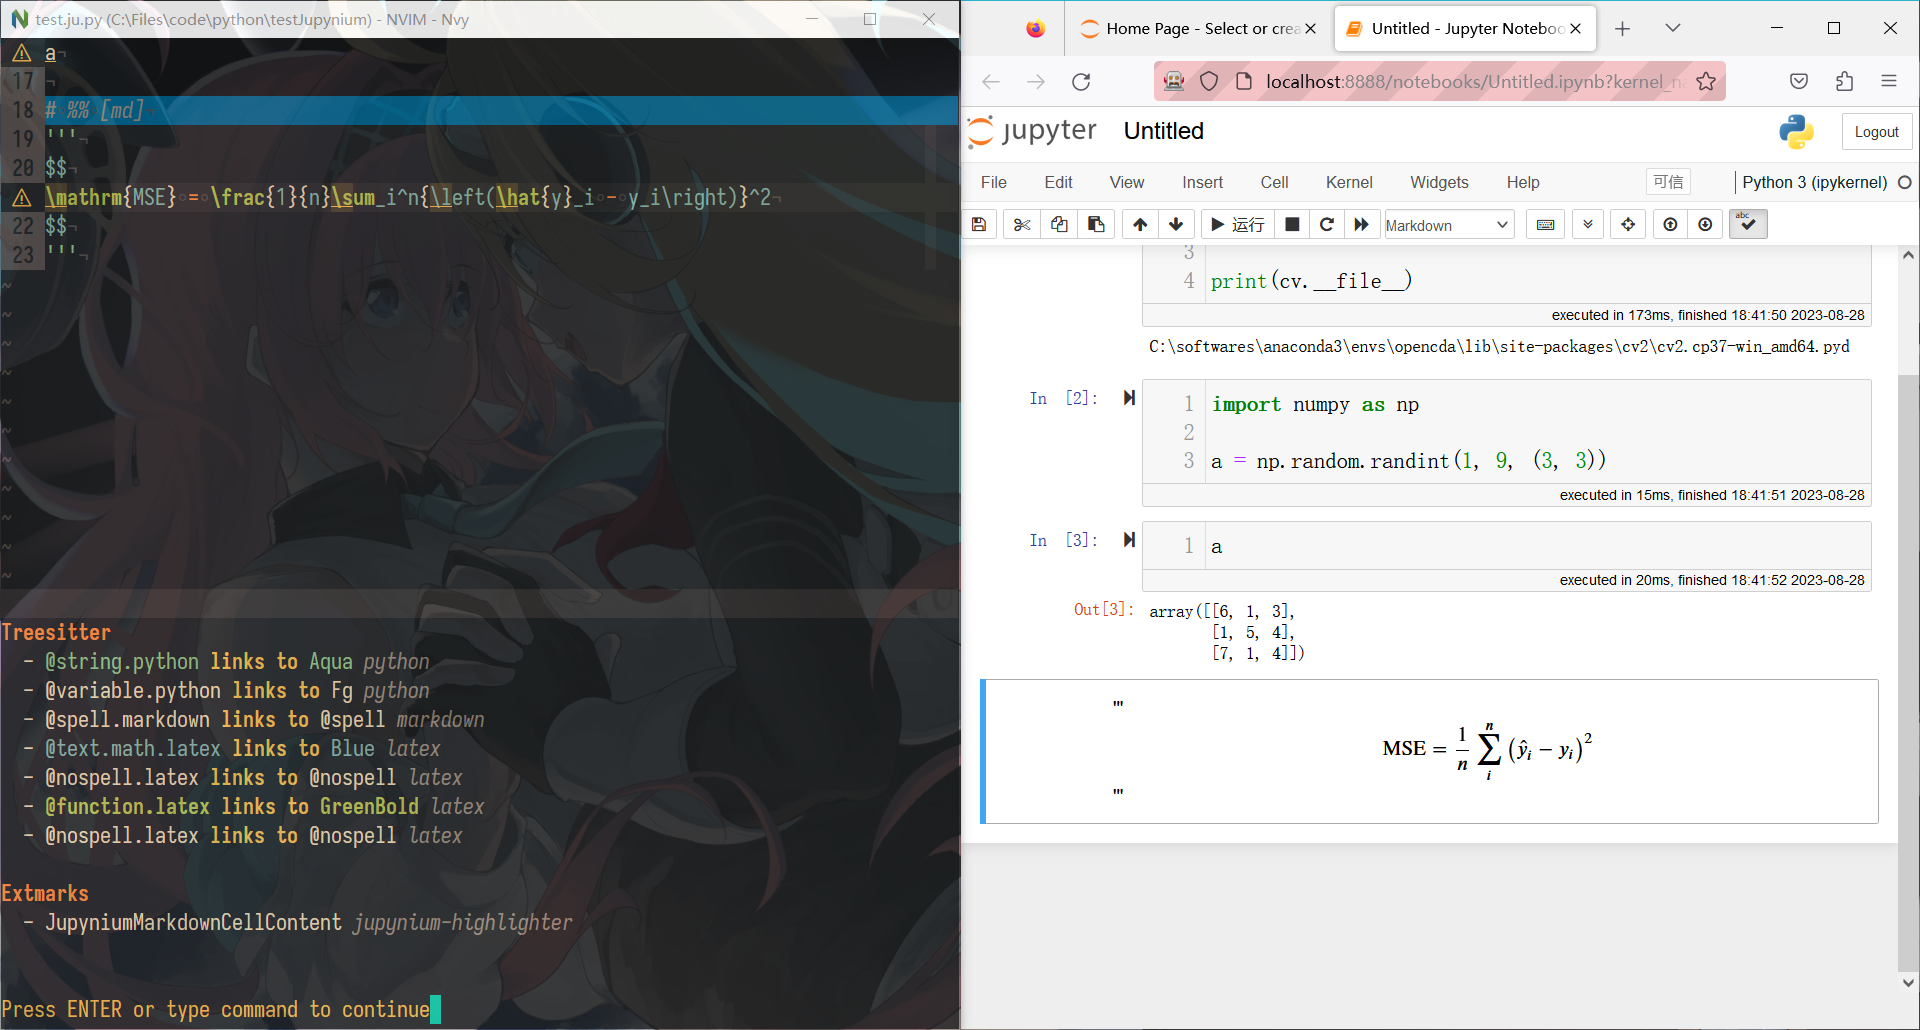 test.ju.py (C:\Files\code\python\testJupynium) - NVIM - Nvy
a¬
17 ¬
18 # %% [md]¬
19 '''¬
20 $$¬
\mathrm{MSE} = \frac{1}{n}\sum_i^n{\left(\hat{y}_i - y_i\right)}^2¬
22 $$¬
23 '''¬
~
~
~
~
~
~
~
~
~
~
~
Treesitter
- @string.python links to Aqua python
- @variable.python links to Fg python
- @spell.markdown links to @spell markdown
- @text.math.latex links to Blue latex
- @nospell.latex links to @nospell latex
- @function.latex links to GreenBold latex
- @nospell.latex links to @nospell latex
Extmarks
- JupyniumMarkdownCellContent jupynium-highlighter
Press ENTER or type command to continue
Home Page - Select or crea
Untitled - Jupyter Noteboo
localhost:8888/notebooks/Untitled.ipynb?kernel_na
jupyter Untitled
Logout
File Edit View Insert Cell Kernel Widgets Help 可信 Python 3 (ipykernel)
运行 Markdown abc
3
4 print(cv.__file__)
executed in 173ms, finished 18:41:50 2023-08-28
C:\softwares\anaconda3\envs\opencda\lib\site-packages\cv2\cv2.cp37-win_amd64.pyd
In [2]: 1 import numpy as np
2
3 a = np.random.randint(1, 9, (3, 3))
executed in 15ms, finished 18:41:51 2023-08-28
In [3]: 1 a
executed in 20ms, finished 18:41:52 2023-08-28
Out[3]: array([[6, 1, 3],
[1, 5, 4],
[7, 1, 4]])
'''
MSE = 1/n ∑_i^n (ŷ_i − y_i)^2
'''